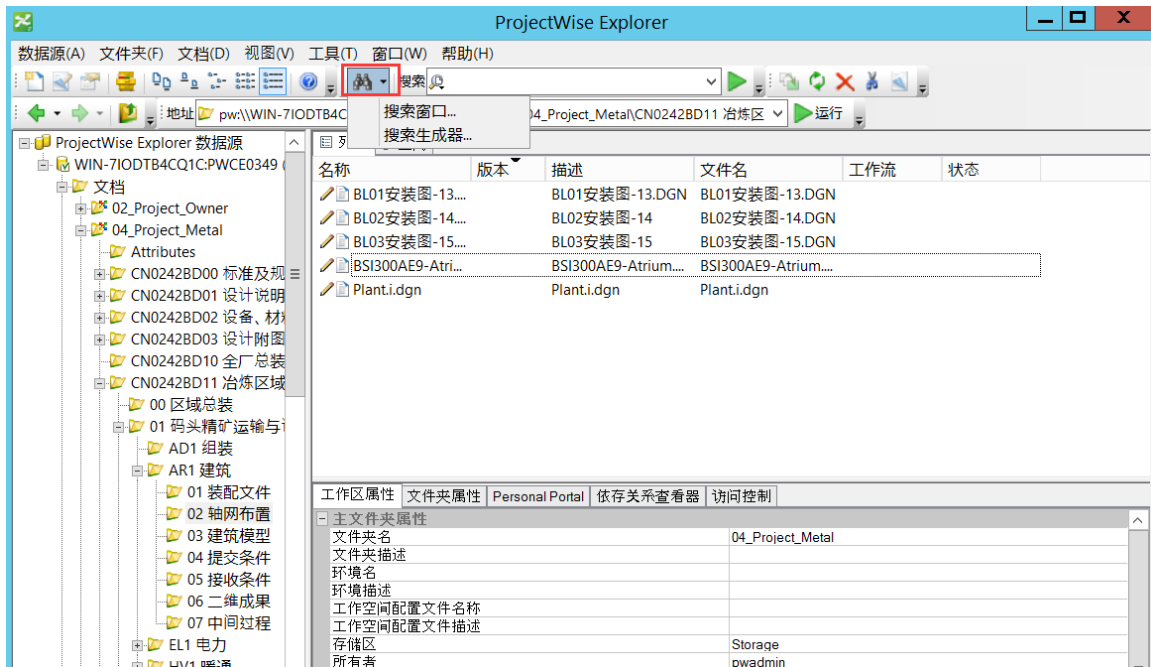 ProjectWise Explorer
数据源(A) 文件夹(F) 文档(D) 视图(V) 工具(T) 窗口(W) 帮助(H)
搜索
地址 pw:\\WIN-7IODTB4C 04_Project_Metal\CN0242BD11 冶炼区 运行
搜索窗口...
搜索生成器...
ProjectWise Explorer 数据源
WIN-7IODTB4CQ1C:PWCE0349 (
文档
02_Project_Owner
04_Project_Metal
Attributes
CN0242BD00 标准及规
CN0242BD01 设计说明
CN0242BD02 设备、材
CN0242BD03 设计附图
CN0242BD10 全厂总装
CN0242BD11 冶炼区域
00 区域总装
01 码头精矿运输与
AD1 组装
AR1 建筑
01 装配文件
02 轴网布置
03 建筑模型
04 提交条件
05 接收条件
06 二维成果
07 中间过程
EL1 电力
HV1 暖通
名称 版本 描述 文件名 工作流 状态
BL01安装图-13.... BL01安装图-13.DGN BL01安装图-13.DGN
BL02安装图-14.... BL02安装图-14 BL02安装图-14.DGN
BL03安装图-15.... BL03安装图-15 BL03安装图-15.DGN
BSI300AE9-Atri... BSI300AE9-Atrium.... BSI300AE9-Atrium....
Plant.i.dgn Plant.i.dgn Plant.i.dgn
工作区属性 文件夹属性 Personal Portal 依存关系查看器 访问控制
主文件夹属性
文件夹名 04_Project_Metal
文件夹描述
环境名
环境描述
工作空间配置文件名称
工作空间配置文件描述
存储区 Storage
所有者 pwadmin